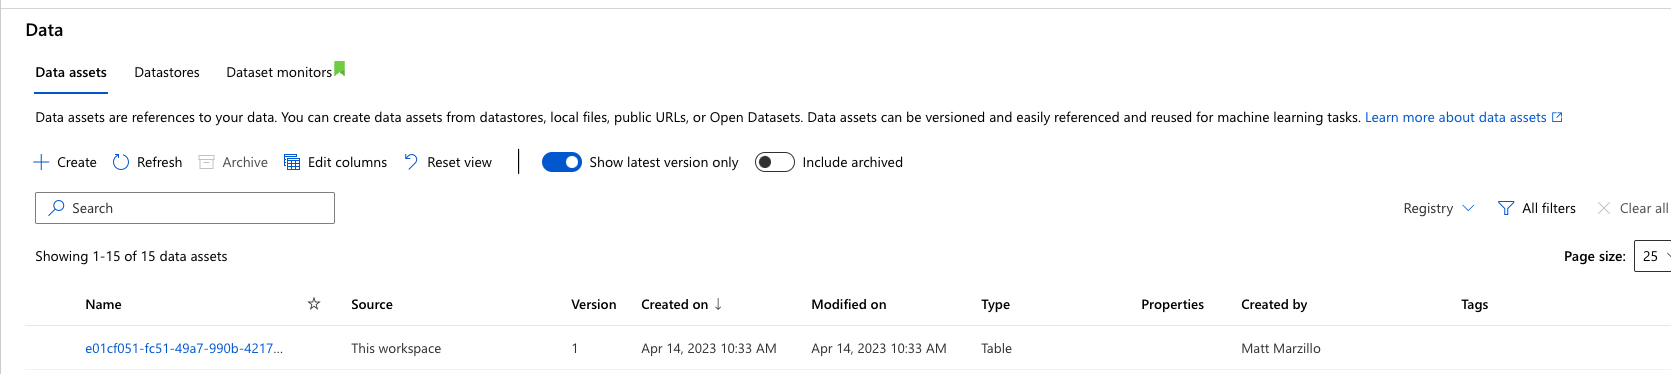 Data
Data assets Datastores Dataset monitors
Data assets are references to your data. You can create data assets from datastores, local files, public URLs, or Open Datasets. Data assets can be versioned and easily referenced and reused for machine learning tasks. Learn more about data assets
Create Refresh Archive Edit columns Reset view Show latest version only Include archived
Search Registry All filters Clear all
Showing 1-15 of 15 data assets Page size: 25
Name Source Version Created on Modified on Type Properties Created by Tags
e01cf051-fc51-49a7-990b-4217... This workspace 1 Apr 14, 2023 10:33 AM Apr 14, 2023 10:33 AM Table Matt Marzillo